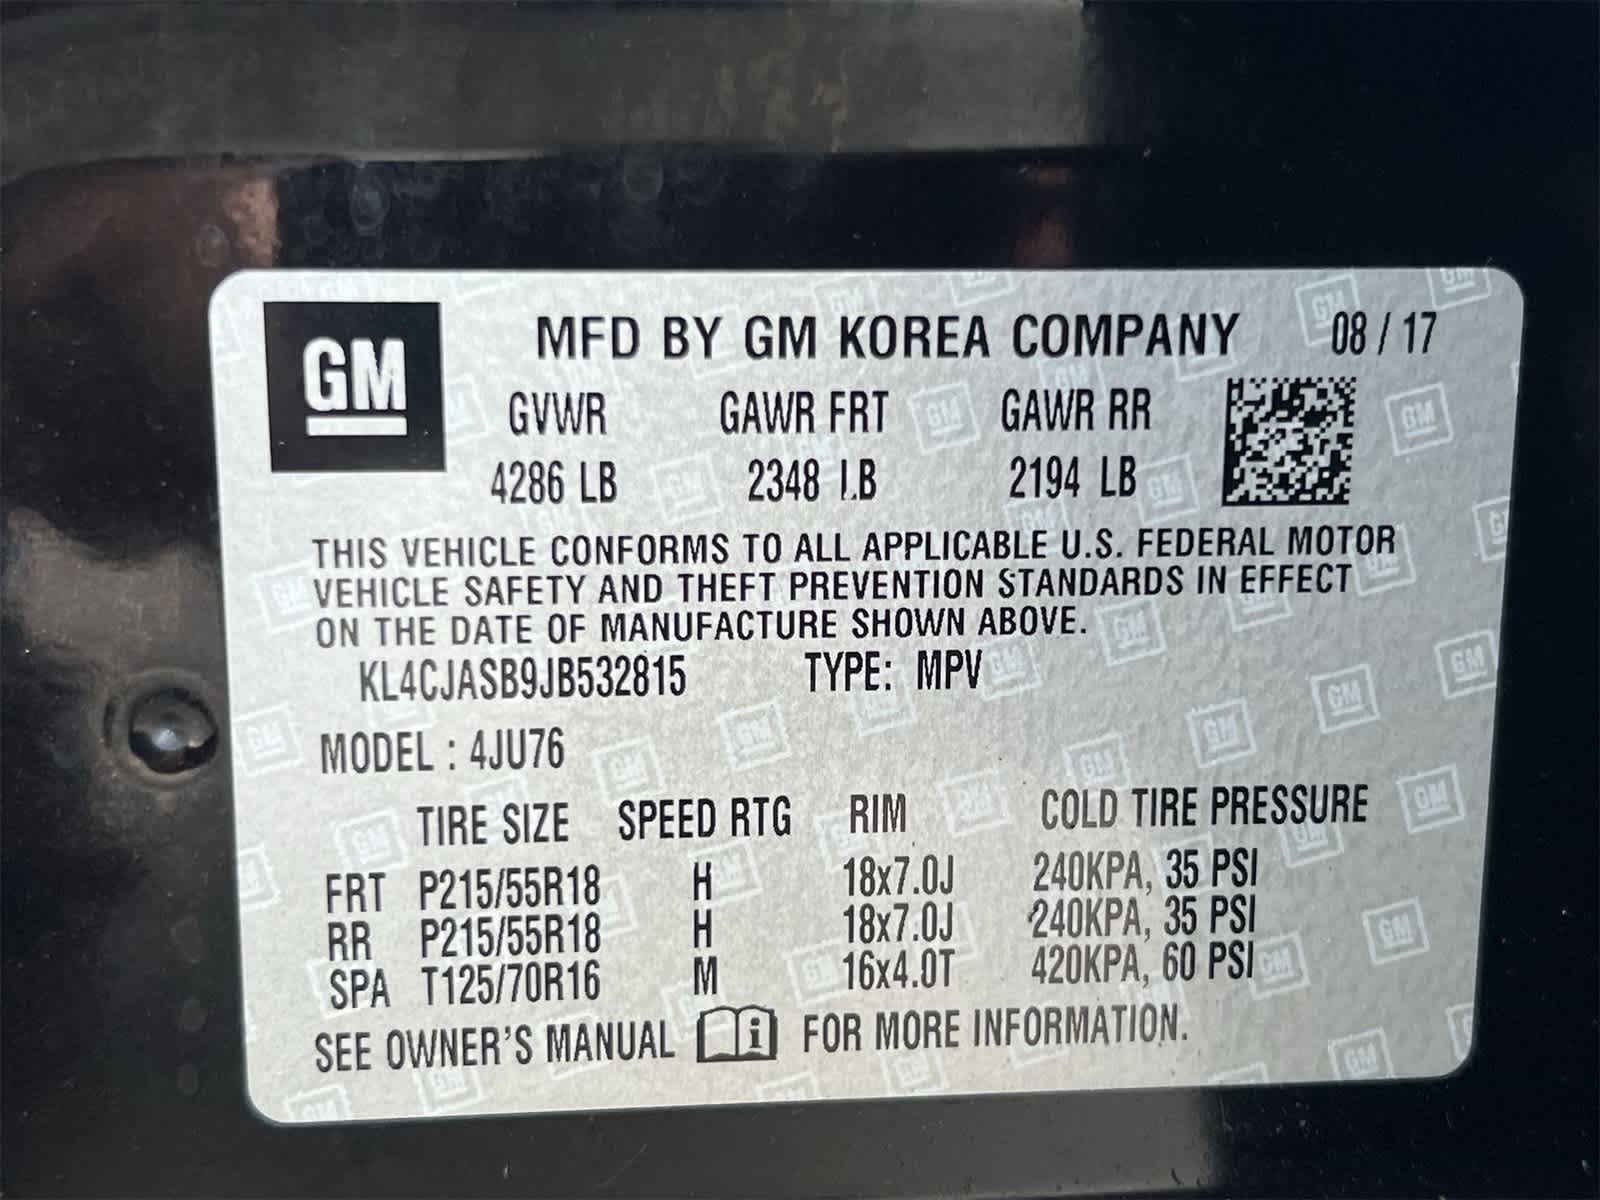 GM
MFD BY GM KOREA COMPANY 08 / 17
GVWR GAWR FRT GAWR RR
4286 LB 2348 LB 2194 LB
THIS VEHICLE CONFORMS TO ALL APPLICABLE U.S. FEDERAL MOTOR
VEHICLE SAFETY AND THEFT PREVENTION STANDARDS IN EFFECT
ON THE DATE OF MANUFACTURE SHOWN ABOVE.
KL4CJASB9JB532815 TYPE: MPV
MODEL : 4JU76
TIRE SIZE SPEED RTG RIM COLD TIRE PRESSURE
FRT P215/55R18 H 18x7.0J 240KPA, 35 PSI
RR P215/55R18 H 18x7.0J 240KPA, 35 PSI
SPA T125/70R16 M 16x4.0T 420KPA, 60 PSI
SEE OWNER'S MANUAL i FOR MORE INFORMATION.